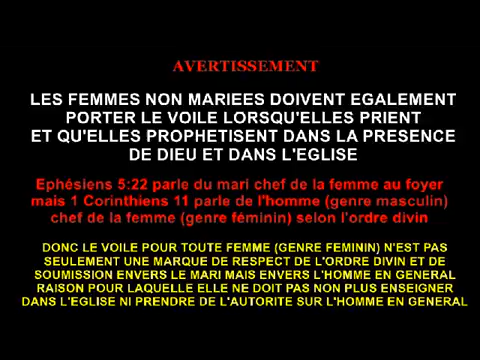 AVERTISSEMENT
LES FEMMES NON MARIEES DOIVENT EGALEMENT
PORTER LE VOILE LORSQU'ELLES PRIENT
ET QU'ELLES PROPHETISENT DANS LA PRESENCE
DE DIEU ET DANS L'EGLISE
Ephésiens 5:22 parle du mari chef de la femme au foyer
mais 1 Corinthiens 11 parle de l'homme (genre masculin)
chef de la femme (genre féminin) selon l'ordre divin
DONC LE VOILE POUR TOUTE FEMME (GENRE FEMININ) N'EST PAS
SEULEMENT UNE MARQUE DE RESPECT DE L'ORDRE DIVIN ET DE
SOUMISSION ENVERS LE MARI MAIS ENVERS L'HOMME EN GENERAL
RAISON POUR LAQUELLE ELLE NE DOIT PAS NON PLUS ENSEIGNER
DANS L'EGLISE NI PRENDRE DE L'AUTORITE SUR L'HOMME EN GENERAL